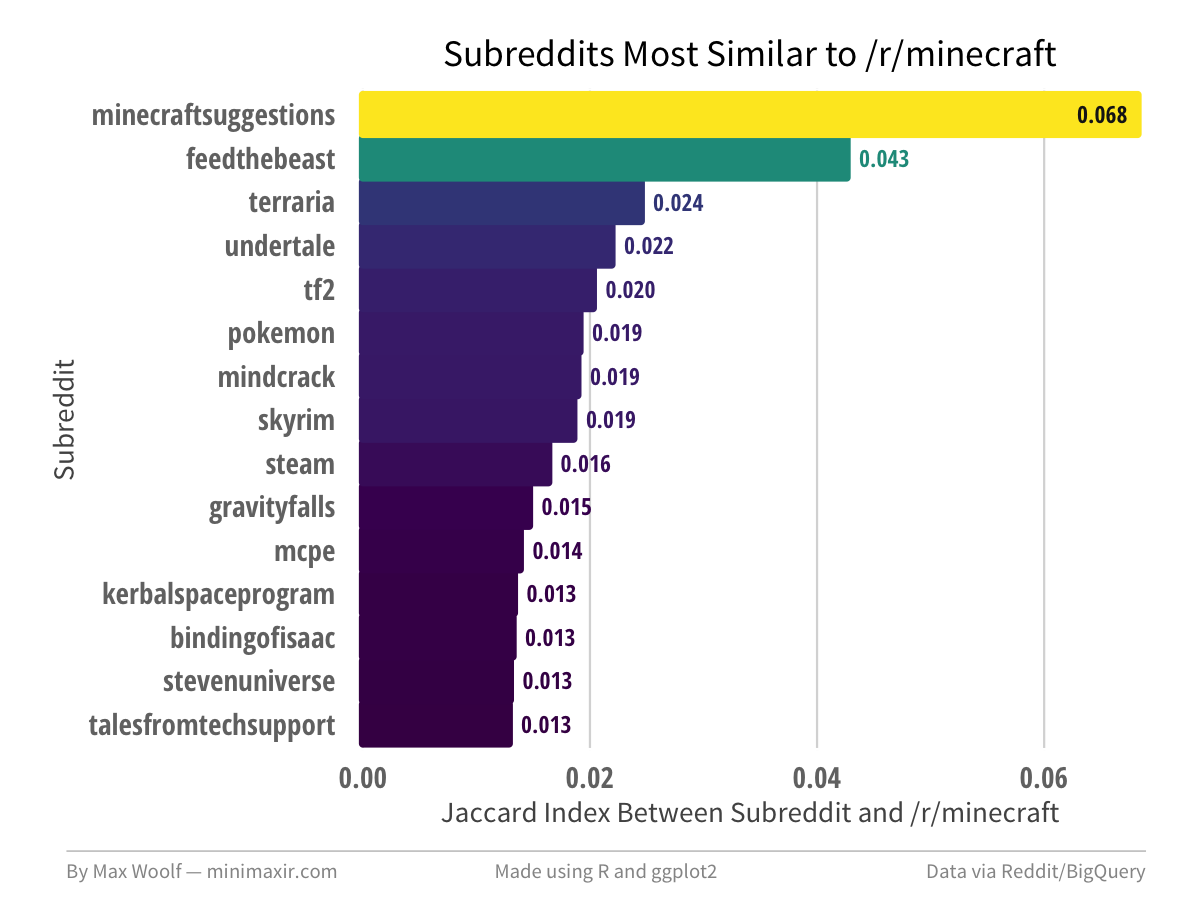 Subreddits Most Similar to /r/minecraft
minecraftsuggestions 0.068
feedthebeast 0.043
terraria 0.024
undertale 0.022
tf2 0.020
pokemon 0.019
mindcrack 0.019
skyrim 0.019
steam 0.016
gravityfalls 0.015
mcpe 0.014
kerbalspaceprogram 0.013
bindingofisaac 0.013
stevenuniverse 0.013
talesfromtechsupport 0.013
Subreddit
0.00 0.02 0.04 0.06
Jaccard Index Between Subreddit and /r/minecraft
By Max Woolf — minimaxir.com Made using R and ggplot2 Data via Reddit/BigQuery